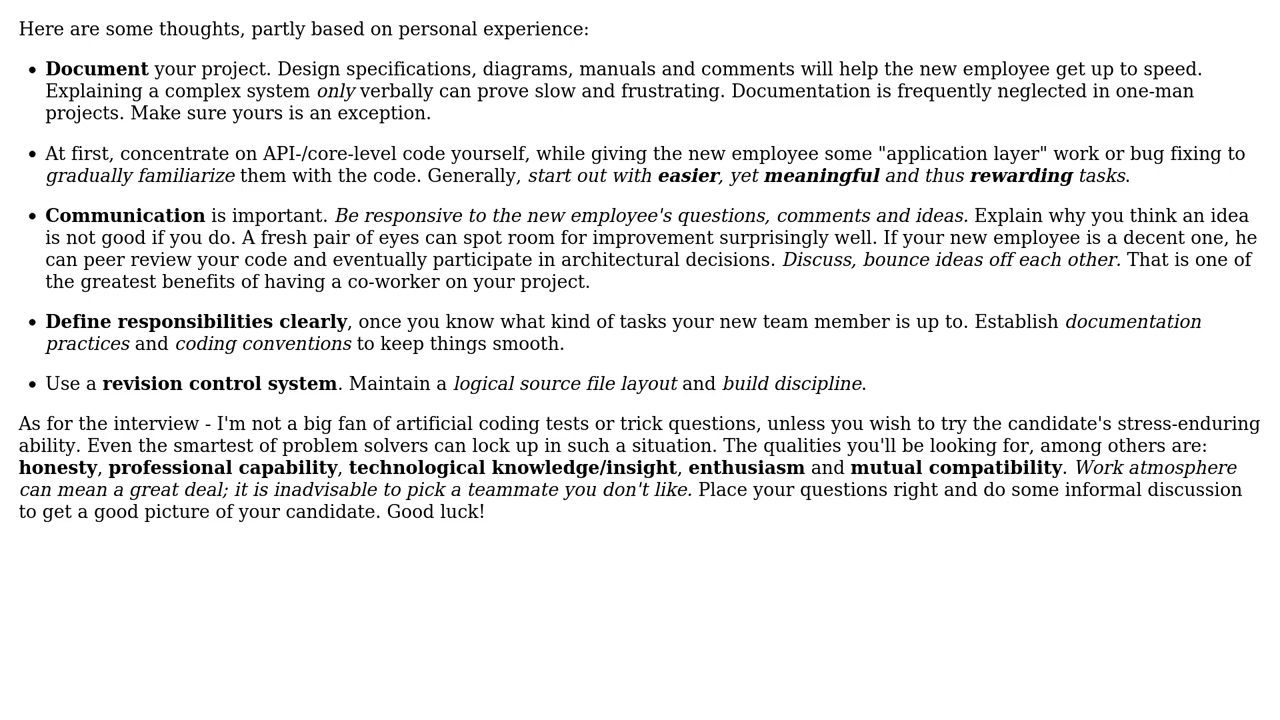 Here are some thoughts, partly based on personal experience:
• Document your project. Design specifications, diagrams, manuals and comments will help the new employee get up to speed.
Explaining a complex system only verbally can prove slow and frustrating. Documentation is frequently neglected in one-man
projects. Make sure yours is an exception.
• At first, concentrate on API-/core-level code yourself, while giving the new employee some "application layer" work or bug fixing to
gradually familiarize them with the code. Generally, start out with easier, yet meaningful and thus rewarding tasks.
• Communication is important. Be responsive to the new employee's questions, comments and ideas. Explain why you think an idea
is not good if you do. A fresh pair of eyes can spot room for improvement surprisingly well. If your new employee is a decent one, he
can peer review your code and eventually participate in architectural decisions. Discuss, bounce ideas off each other. That is one of
the greatest benefits of having a co-worker on your project.
• Define responsibilities clearly, once you know what kind of tasks your new team member is up to. Establish documentation
practices and coding conventions to keep things smooth.
• Use a revision control system. Maintain a logical source file layout and build discipline.
As for the interview - I'm not a big fan of artificial coding tests or trick questions, unless you wish to try the candidate's stress-enduring
ability. Even the smartest of problem solvers can lock up in such a situation. The qualities you'll be looking for, among others are:
honesty, professional capability, technological knowledge/insight, enthusiasm and mutual compatibility. Work atmosphere
can mean a great deal; it is inadvisable to pick a teammate you don't like. Place your questions right and do some informal discussion
to get a good picture of your candidate. Good luck!